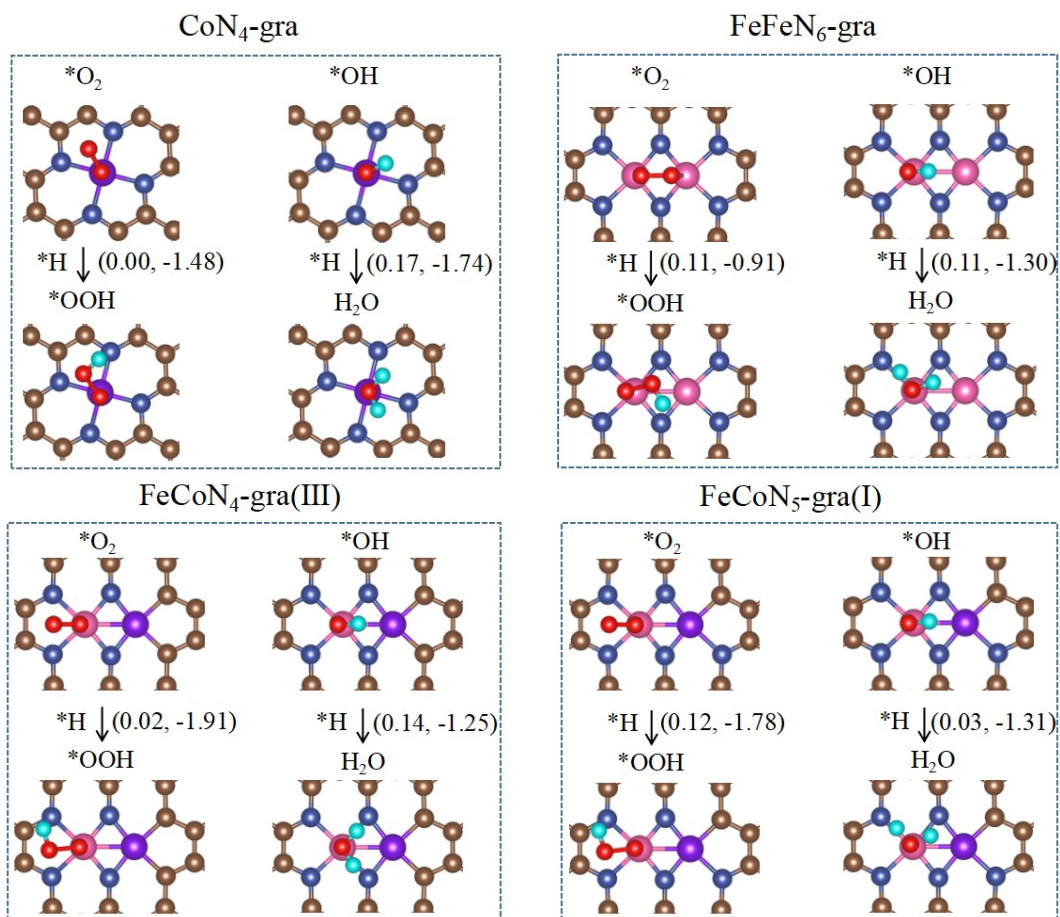 CoN₄-gra
*O₂
*OH
*H (0.00, -1.48)
*H (0.17, -1.74)
*OOH
H₂O
FeFeN₆-gra
*O₂
*OH
*H (0.11, -0.91)
*H (0.11, -1.30)
*OOH
H₂O
FeCoN₄-gra(III)
*O₂
*OH
*H (0.02, -1.91)
*H (0.14, -1.25)
*OOH
H₂O
FeCoN₅-gra(I)
*O₂
*OH
*H (0.12, -1.78)
*H (0.03, -1.31)
*OOH
H₂O